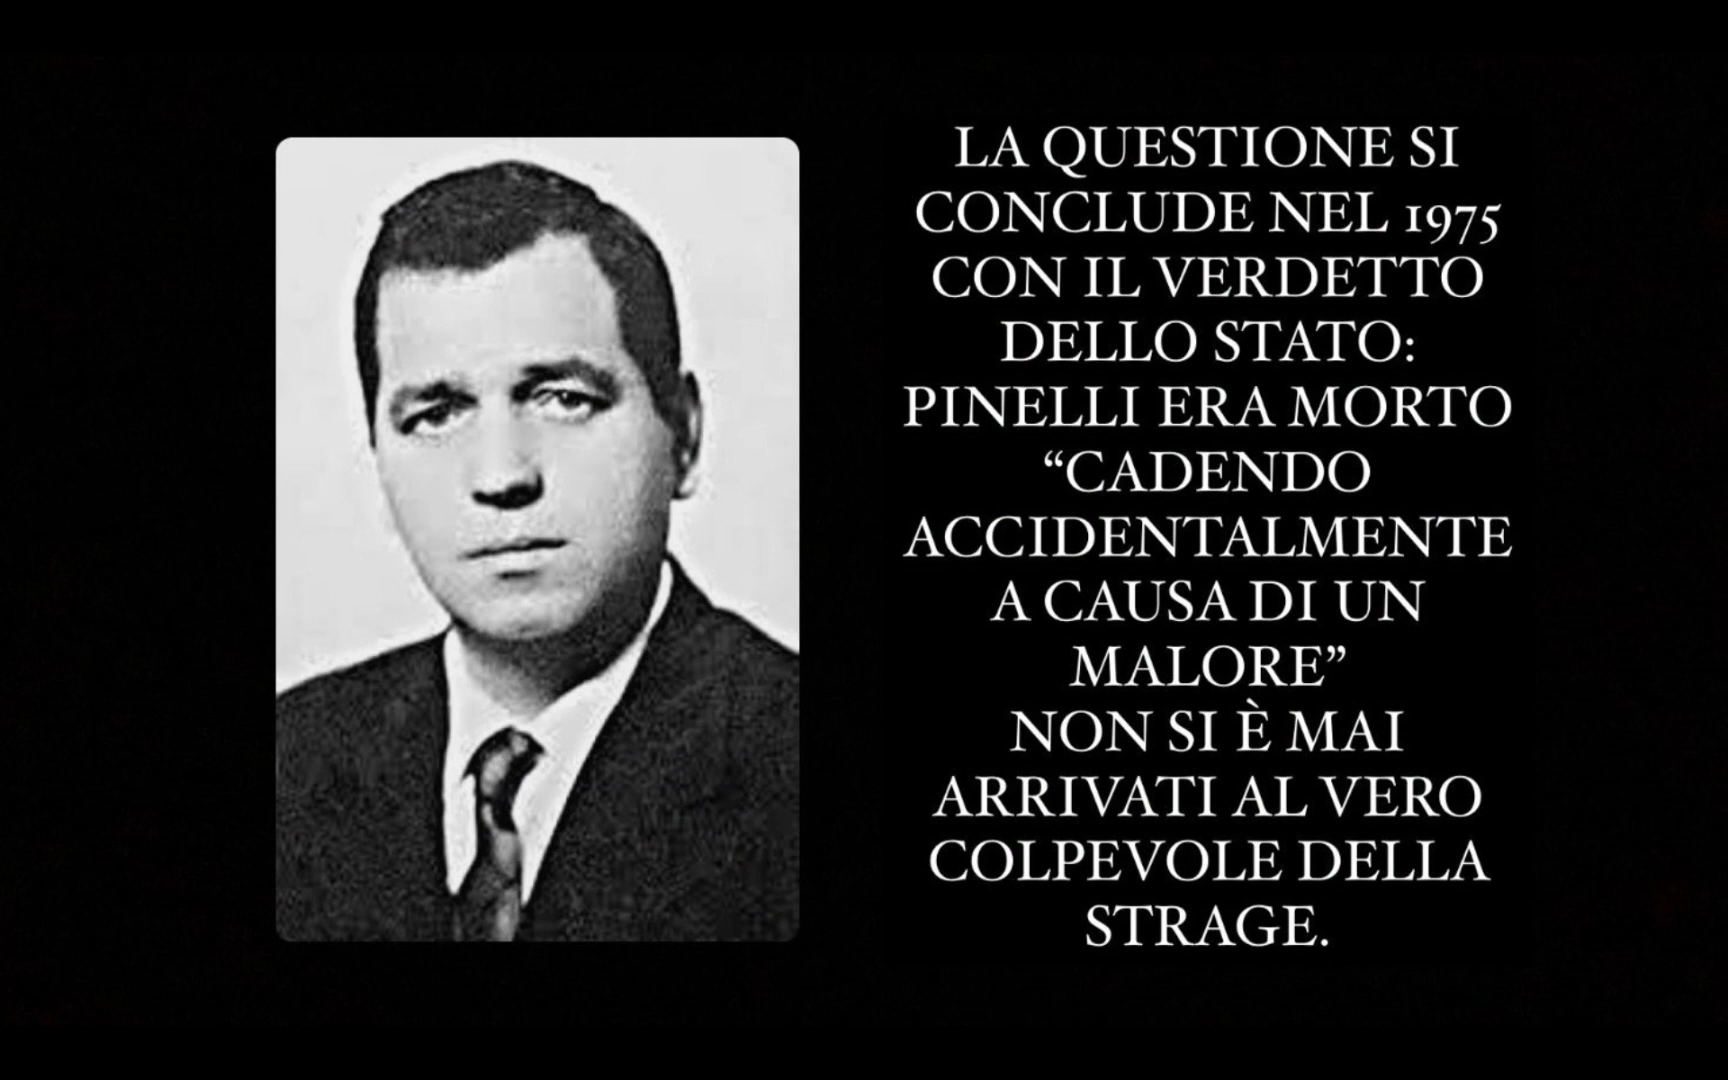 LA QUESTIONE SI
CONCLUDE NEL 1975
CON IL VERDETTO
DELLO STATO:
PINELLI ERA MORTO
“CADENDO
ACCIDENTALMENTE
A CAUSA DI UN
MALORE”
NON SI È MAI
ARRIVATI AL VERO
COLPEVOLE DELLA
STRAGE.